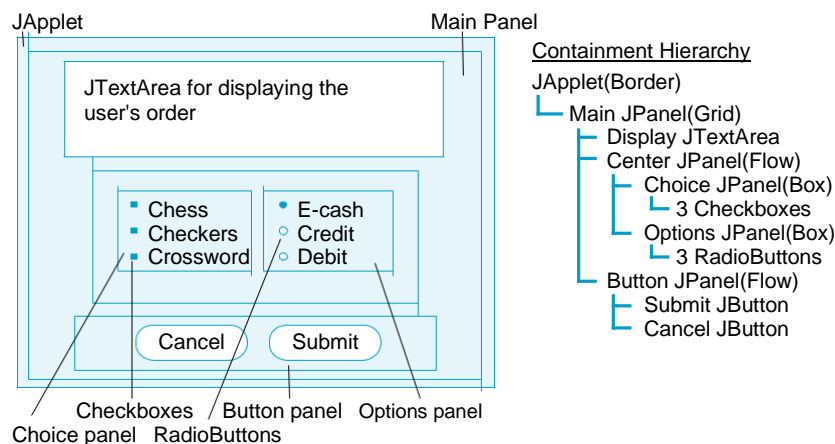 JApplet
Main Panel
JTextArea for displaying the
user's order
Chess
Checkers
Crossword
E-cash
Credit
Debit
Cancel
Submit
Checkboxes
Button panel
Options panel
Choice panel
RadioButtons
Containment Hierarchy
JApplet(Border)
Main JPanel(Grid)
Display JTextArea
Center JPanel(Flow)
Choice JPanel(Box)
3 Checkboxes
Options JPanel(Box)
3 RadioButtons
Button JPanel(Flow)
Submit JButton
Cancel JButton